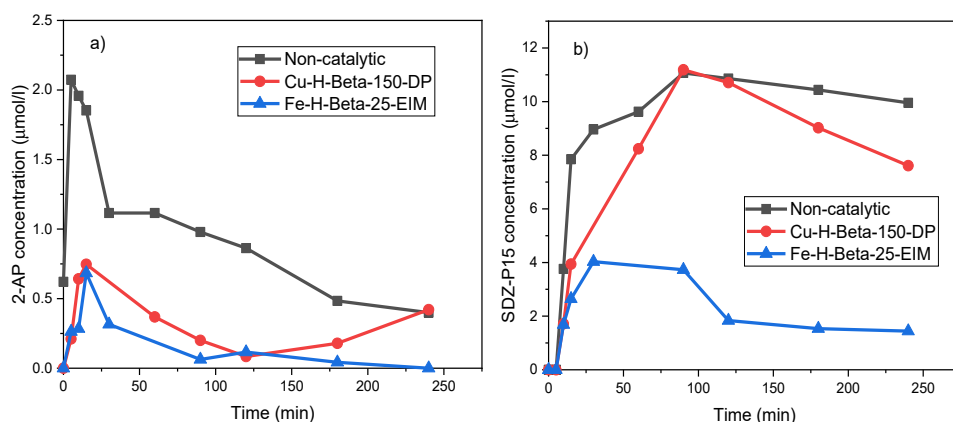 a)
2.5
2.0
1.5
1.0
0.5
0.0
2-AP concentration (µmol/l)
Non-catalytic
Cu-H-Beta-150-DP
Fe-H-Beta-25-EIM
0 50 100 150 200 250
Time (min)
b)
12
10
8
6
4
2
0
SDZ-P15 concentration (µmol/l)
Non-catalytic
Cu-H-Beta-150-DP
Fe-H-Beta-25-EIM
0 50 100 150 200 250
Time (min)